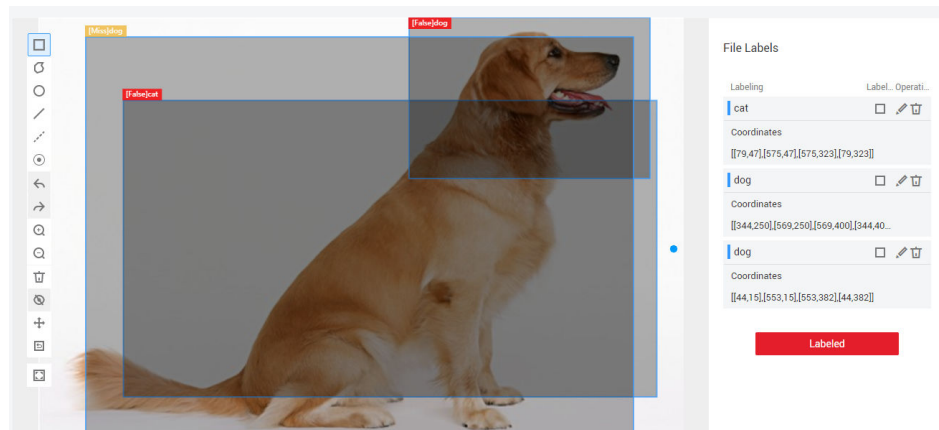 [Miss]dog
[False]dog
[False]cat
File Labels
Labeling Label... Operati...
cat
Coordinates
[[79,47],[575,47],[575,323],[79,323]]
dog
Coordinates
[[344,250],[569,250],[569,400],[344,40...
dog
Coordinates
[[44,15],[553,15],[553,382],[44,382]]
Labeled